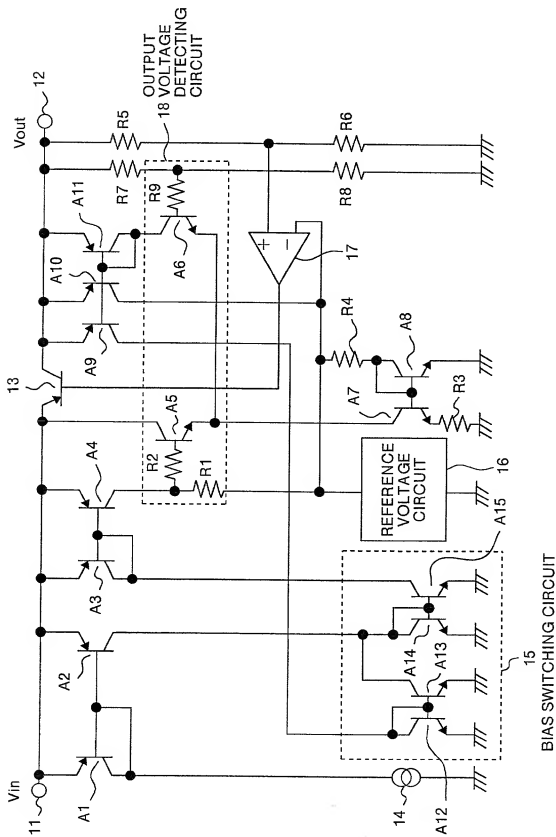 Vin
11
Vout
12
13
A1
A2
A3
A4
A9
A10
A11
R7
R5
OUTPUT
VOLTAGE
DETECTING
CIRCUIT
18
R2
A5
R1
A6
R9
+
−
17
R8
R6
R4
A7
A8
R3
REFERENCE
VOLTAGE
CIRCUIT
16
14
A12
A13
A14
A15
15
BIAS SWITCHING CIRCUIT